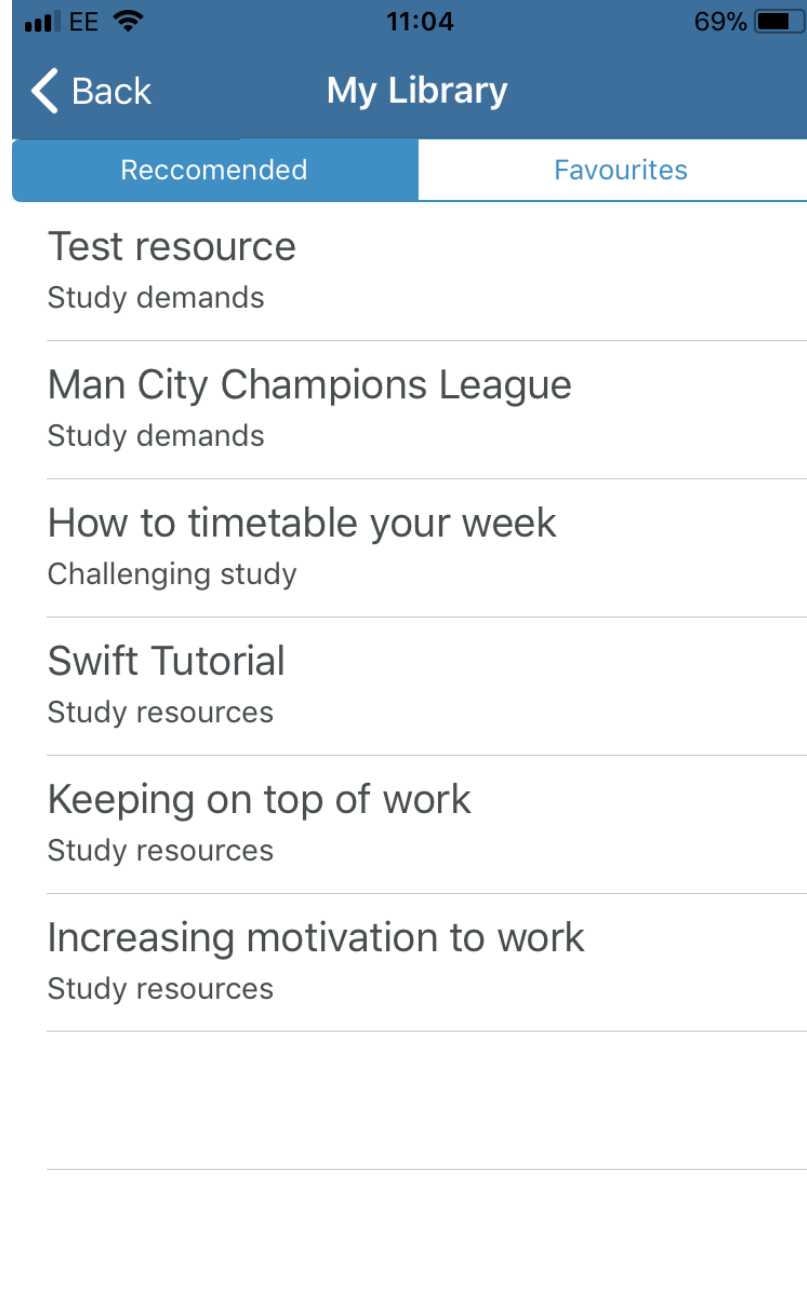 EE 11:04 69%
Back My Library
Reccomended Favourites
Test resource
Study demands
Man City Champions League
Study demands
How to timetable your week
Challenging study
Swift Tutorial
Study resources
Keeping on top of work
Study resources
Increasing motivation to work
Study resources